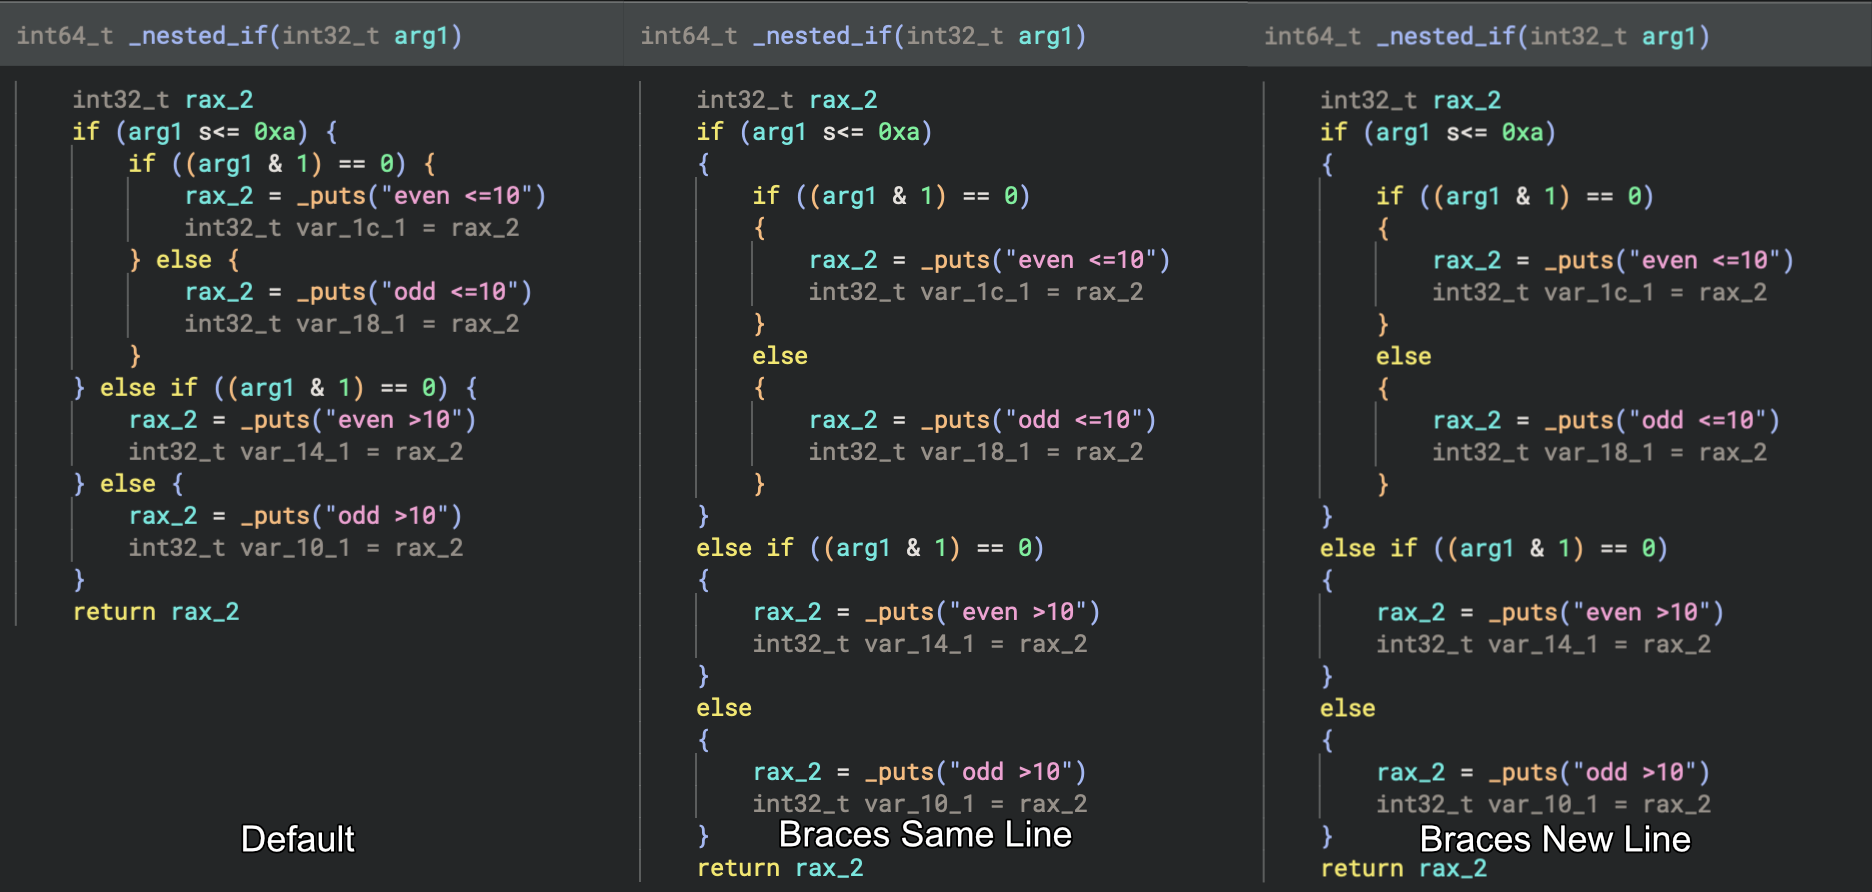 int64_t _nested_if(int32_t arg1)
int32_t rax_2
if (arg1 s<= 0xa) {
if ((arg1 & 1) == 0) {
rax_2 = _puts("even <=10")
int32_t var_1c_1 = rax_2
} else {
rax_2 = _puts("odd <=10")
int32_t var_18_1 = rax_2
}
} else if ((arg1 & 1) == 0) {
rax_2 = _puts("even >10")
int32_t var_14_1 = rax_2
} else {
rax_2 = _puts("odd >10")
int32_t var_10_1 = rax_2
}
return rax_2
Default
int64_t _nested_if(int32_t arg1)
int32_t rax_2
if (arg1 s<= 0xa)
{
if ((arg1 & 1) == 0)
{
rax_2 = _puts("even <=10")
int32_t var_1c_1 = rax_2
}
else
{
rax_2 = _puts("odd <=10")
int32_t var_18_1 = rax_2
}
}
else if ((arg1 & 1) == 0)
{
rax_2 = _puts("even >10")
int32_t var_14_1 = rax_2
}
else
{
rax_2 = _puts("odd >10")
int32_t var_10_1 = rax_2
}
return rax_2
Braces Same Line
int64_t _nested_if(int32_t arg1)
int32_t rax_2
if (arg1 s<= 0xa)
{
if ((arg1 & 1) == 0)
{
rax_2 = _puts("even <=10")
int32_t var_1c_1 = rax_2
}
else
{
rax_2 = _puts("odd <=10")
int32_t var_18_1 = rax_2
}
}
else if ((arg1 & 1) == 0)
{
rax_2 = _puts("even >10")
int32_t var_14_1 = rax_2
}
else
{
rax_2 = _puts("odd >10")
int32_t var_10_1 = rax_2
}
return rax_2
Braces New Line